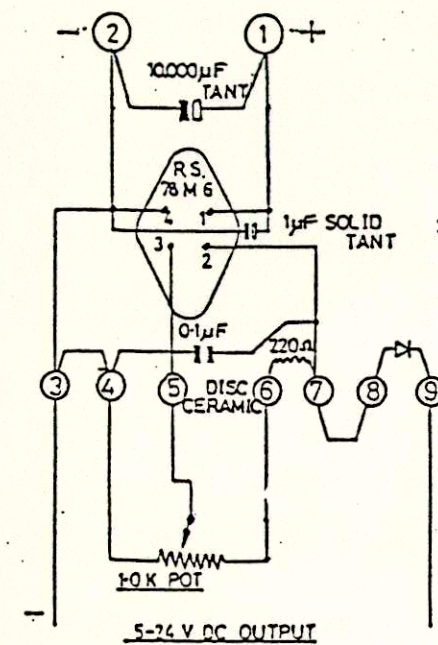 - 2 1 +
10,000µF
TANT
R.S.
78 M 6
4 1
3 2
1µF SOLID
TANT
0·1µF
220Ω
3 4 5 DISC 6 7 8 9
CERAMIC
1·0 K POT
-
5-24 V DC OUTPUT